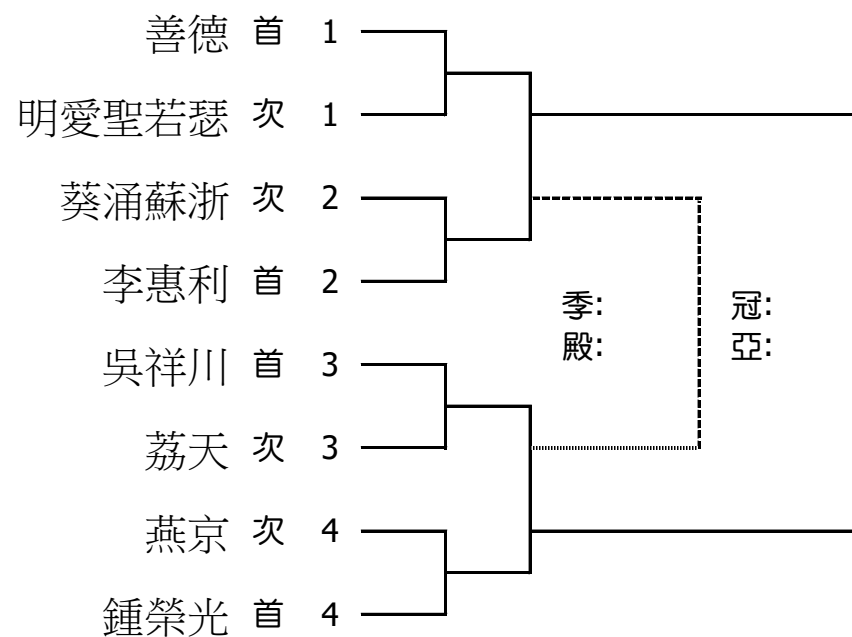 善德 首 1
明愛聖若瑟 次 1
葵涌蘇浙 次 2
李惠利 首 2
季: 冠:
殿: 亞:
吳祥川 首 3
荔天 次 3
燕京 次 4
鍾榮光 首 4